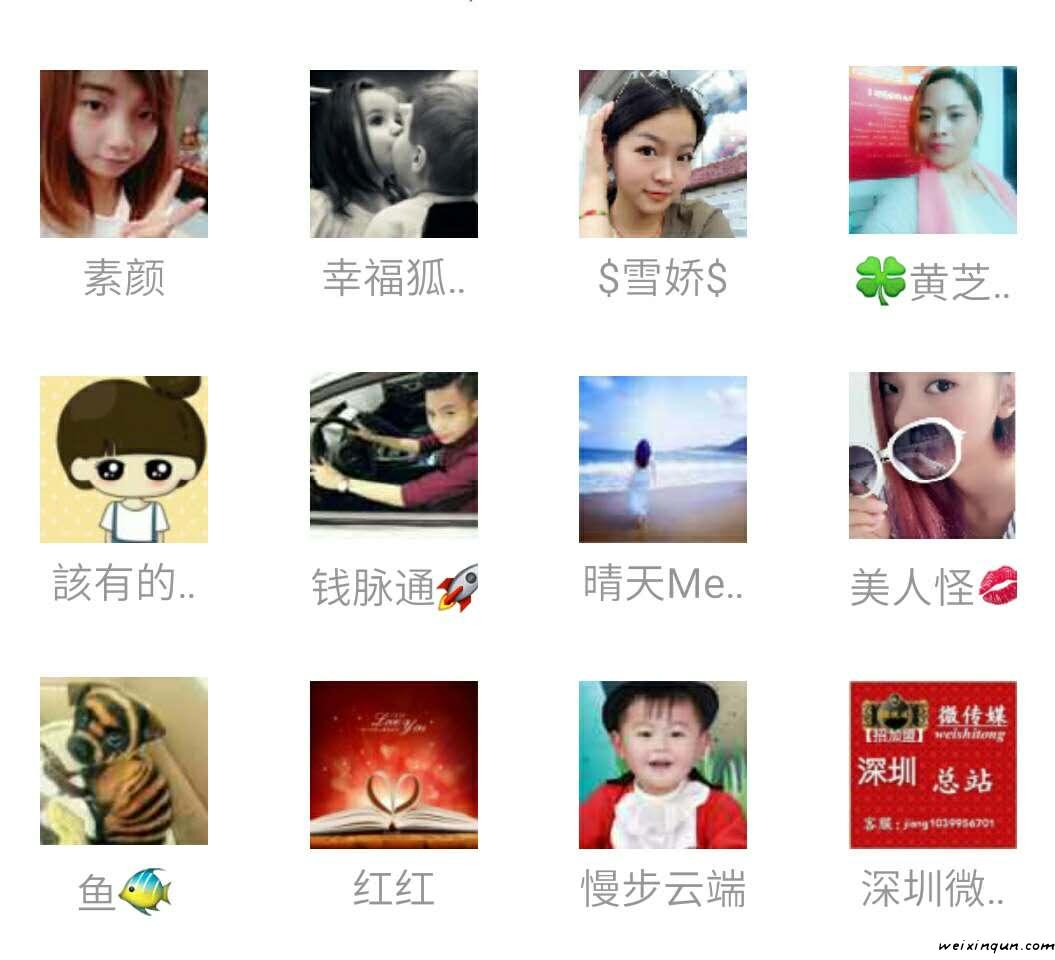 素颜
幸福狐..
$雪娇$
🍀黄芝..
該有的..
钱脉通🚀
晴天Me..
美人怪💋
Love You
微传媒
【招加盟】
weishitong
深圳 总站
客服:jiang1039956701
鱼🐠
红红
慢步云端
深圳微..
weixinqun.com